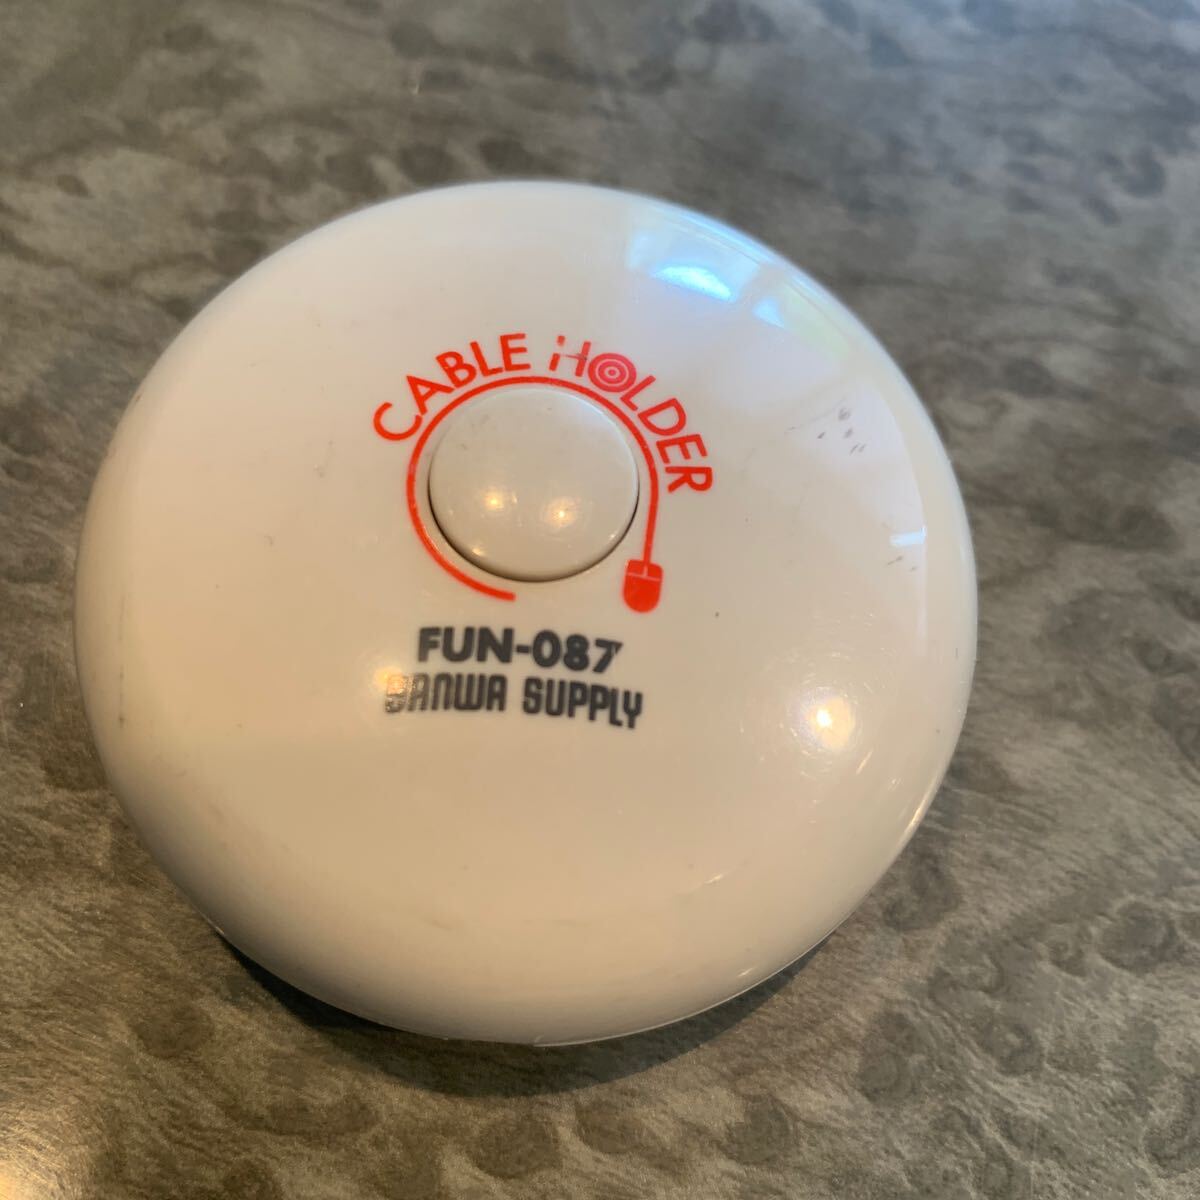 CABLE HOLDER
FUN-087
SANWA SUPPLY